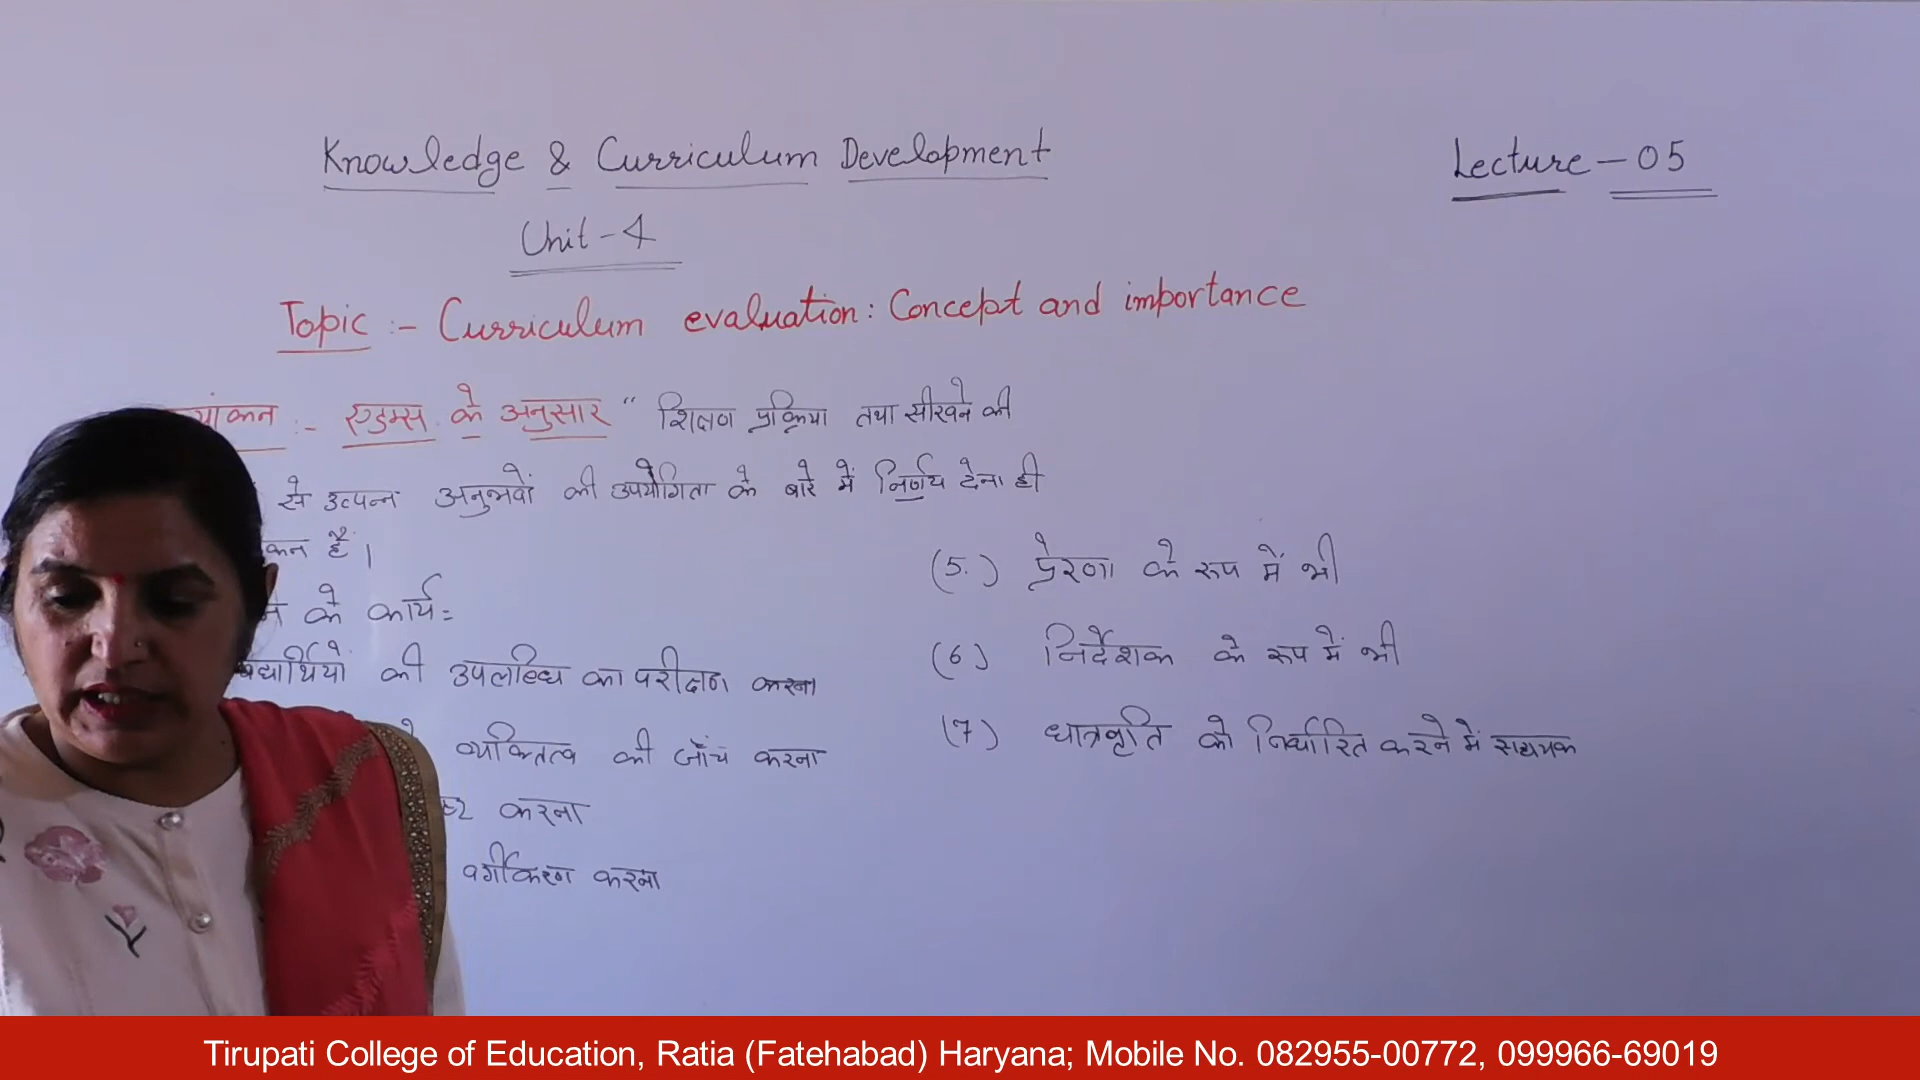 Knowledge & Curriculum Development
Lecture - 05
Unit - 4
Topic :- Curriculum evaluation: Concept and importance
:- एडम्स के अनुसार " शिक्षण प्रक्रिया तथा सीखने की
से उत्पन्न अनुभवों की उपयोगिता के बारे में निर्णय देना ही
है।
के कार्य:
की उपलब्धि का परीक्षण करना
व्यक्तित्व की जाँच करना
करना
वर्गीकरण करना
(5.) प्रेरणा के रूप में भी
(6) निर्देशक के रूप में भी
(7) छात्रवृति को निर्धारित करने में सहायक
Tirupati College of Education, Ratia (Fatehabad) Haryana; Mobile No. 082955-00772, 099966-69019